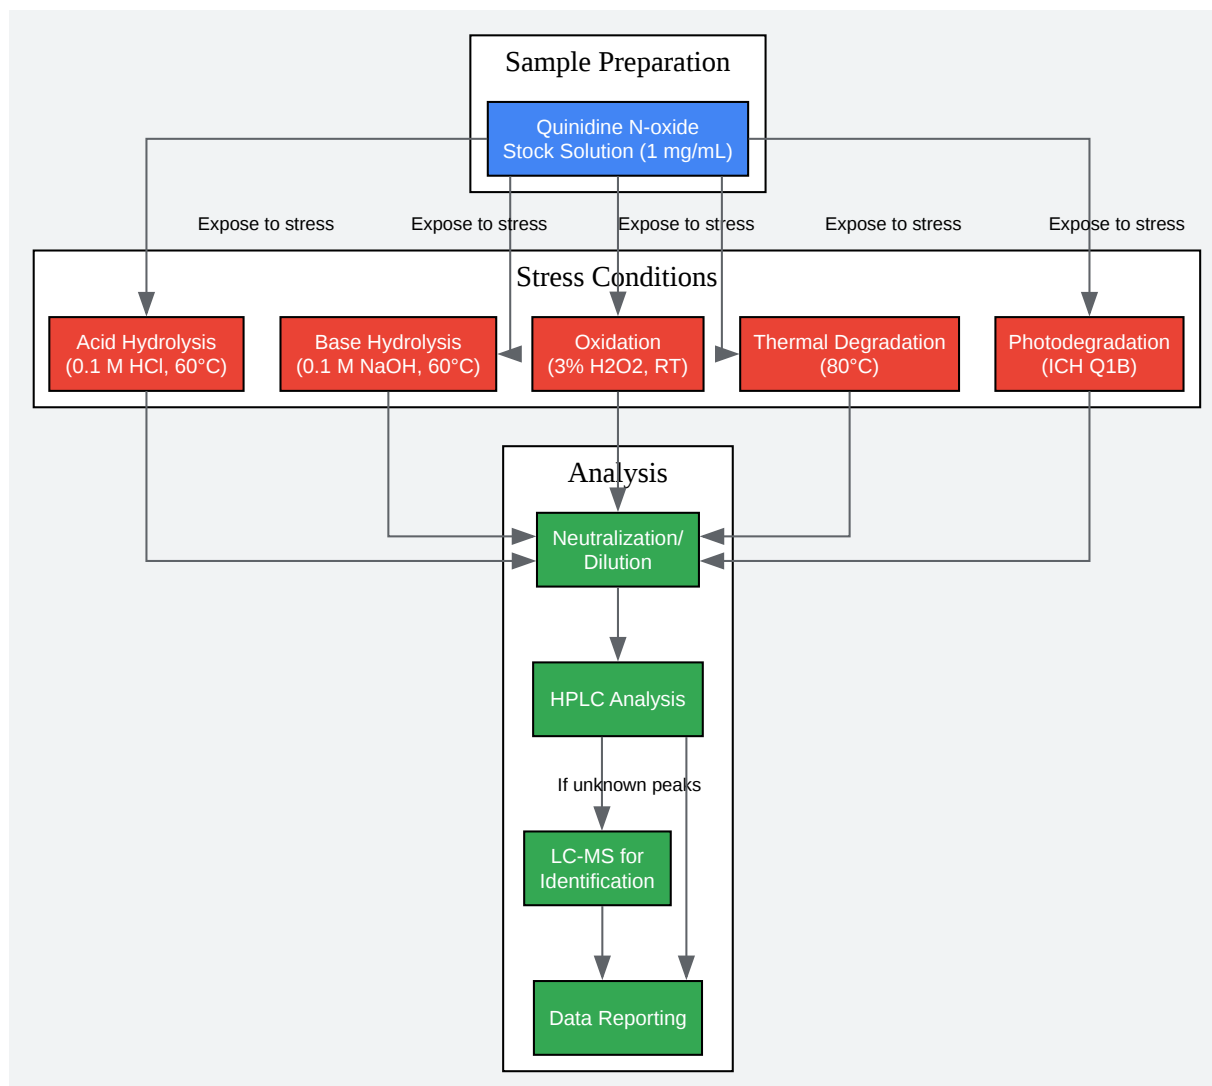 Sample Preparation
Quinidine N-oxide
Stock Solution (1 mg/mL)
Expose to stress
Expose to stress
Expose to stress
Expose to stress
Expose to stress
Stress Conditions
Acid Hydrolysis
(0.1 M HCl, 60°C)
Base Hydrolysis
(0.1 M NaOH, 60°C)
Oxidation
(3% H2O2, RT)
Thermal Degradation
(80°C)
Photodegradation
(ICH Q1B)
Analysis
Neutralization/
Dilution
HPLC Analysis
If unknown peaks
LC-MS for
Identification
Data Reporting